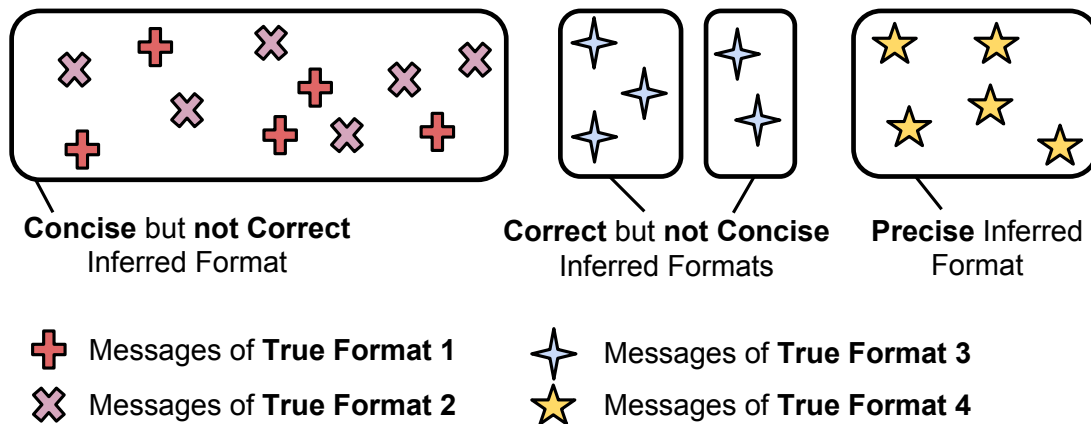 Concise but not Correct
Inferred Format
Correct but not Concise
Inferred Formats
Precise Inferred
Format
Messages of True Format 1
Messages of True Format 3
Messages of True Format 2
Messages of True Format 4